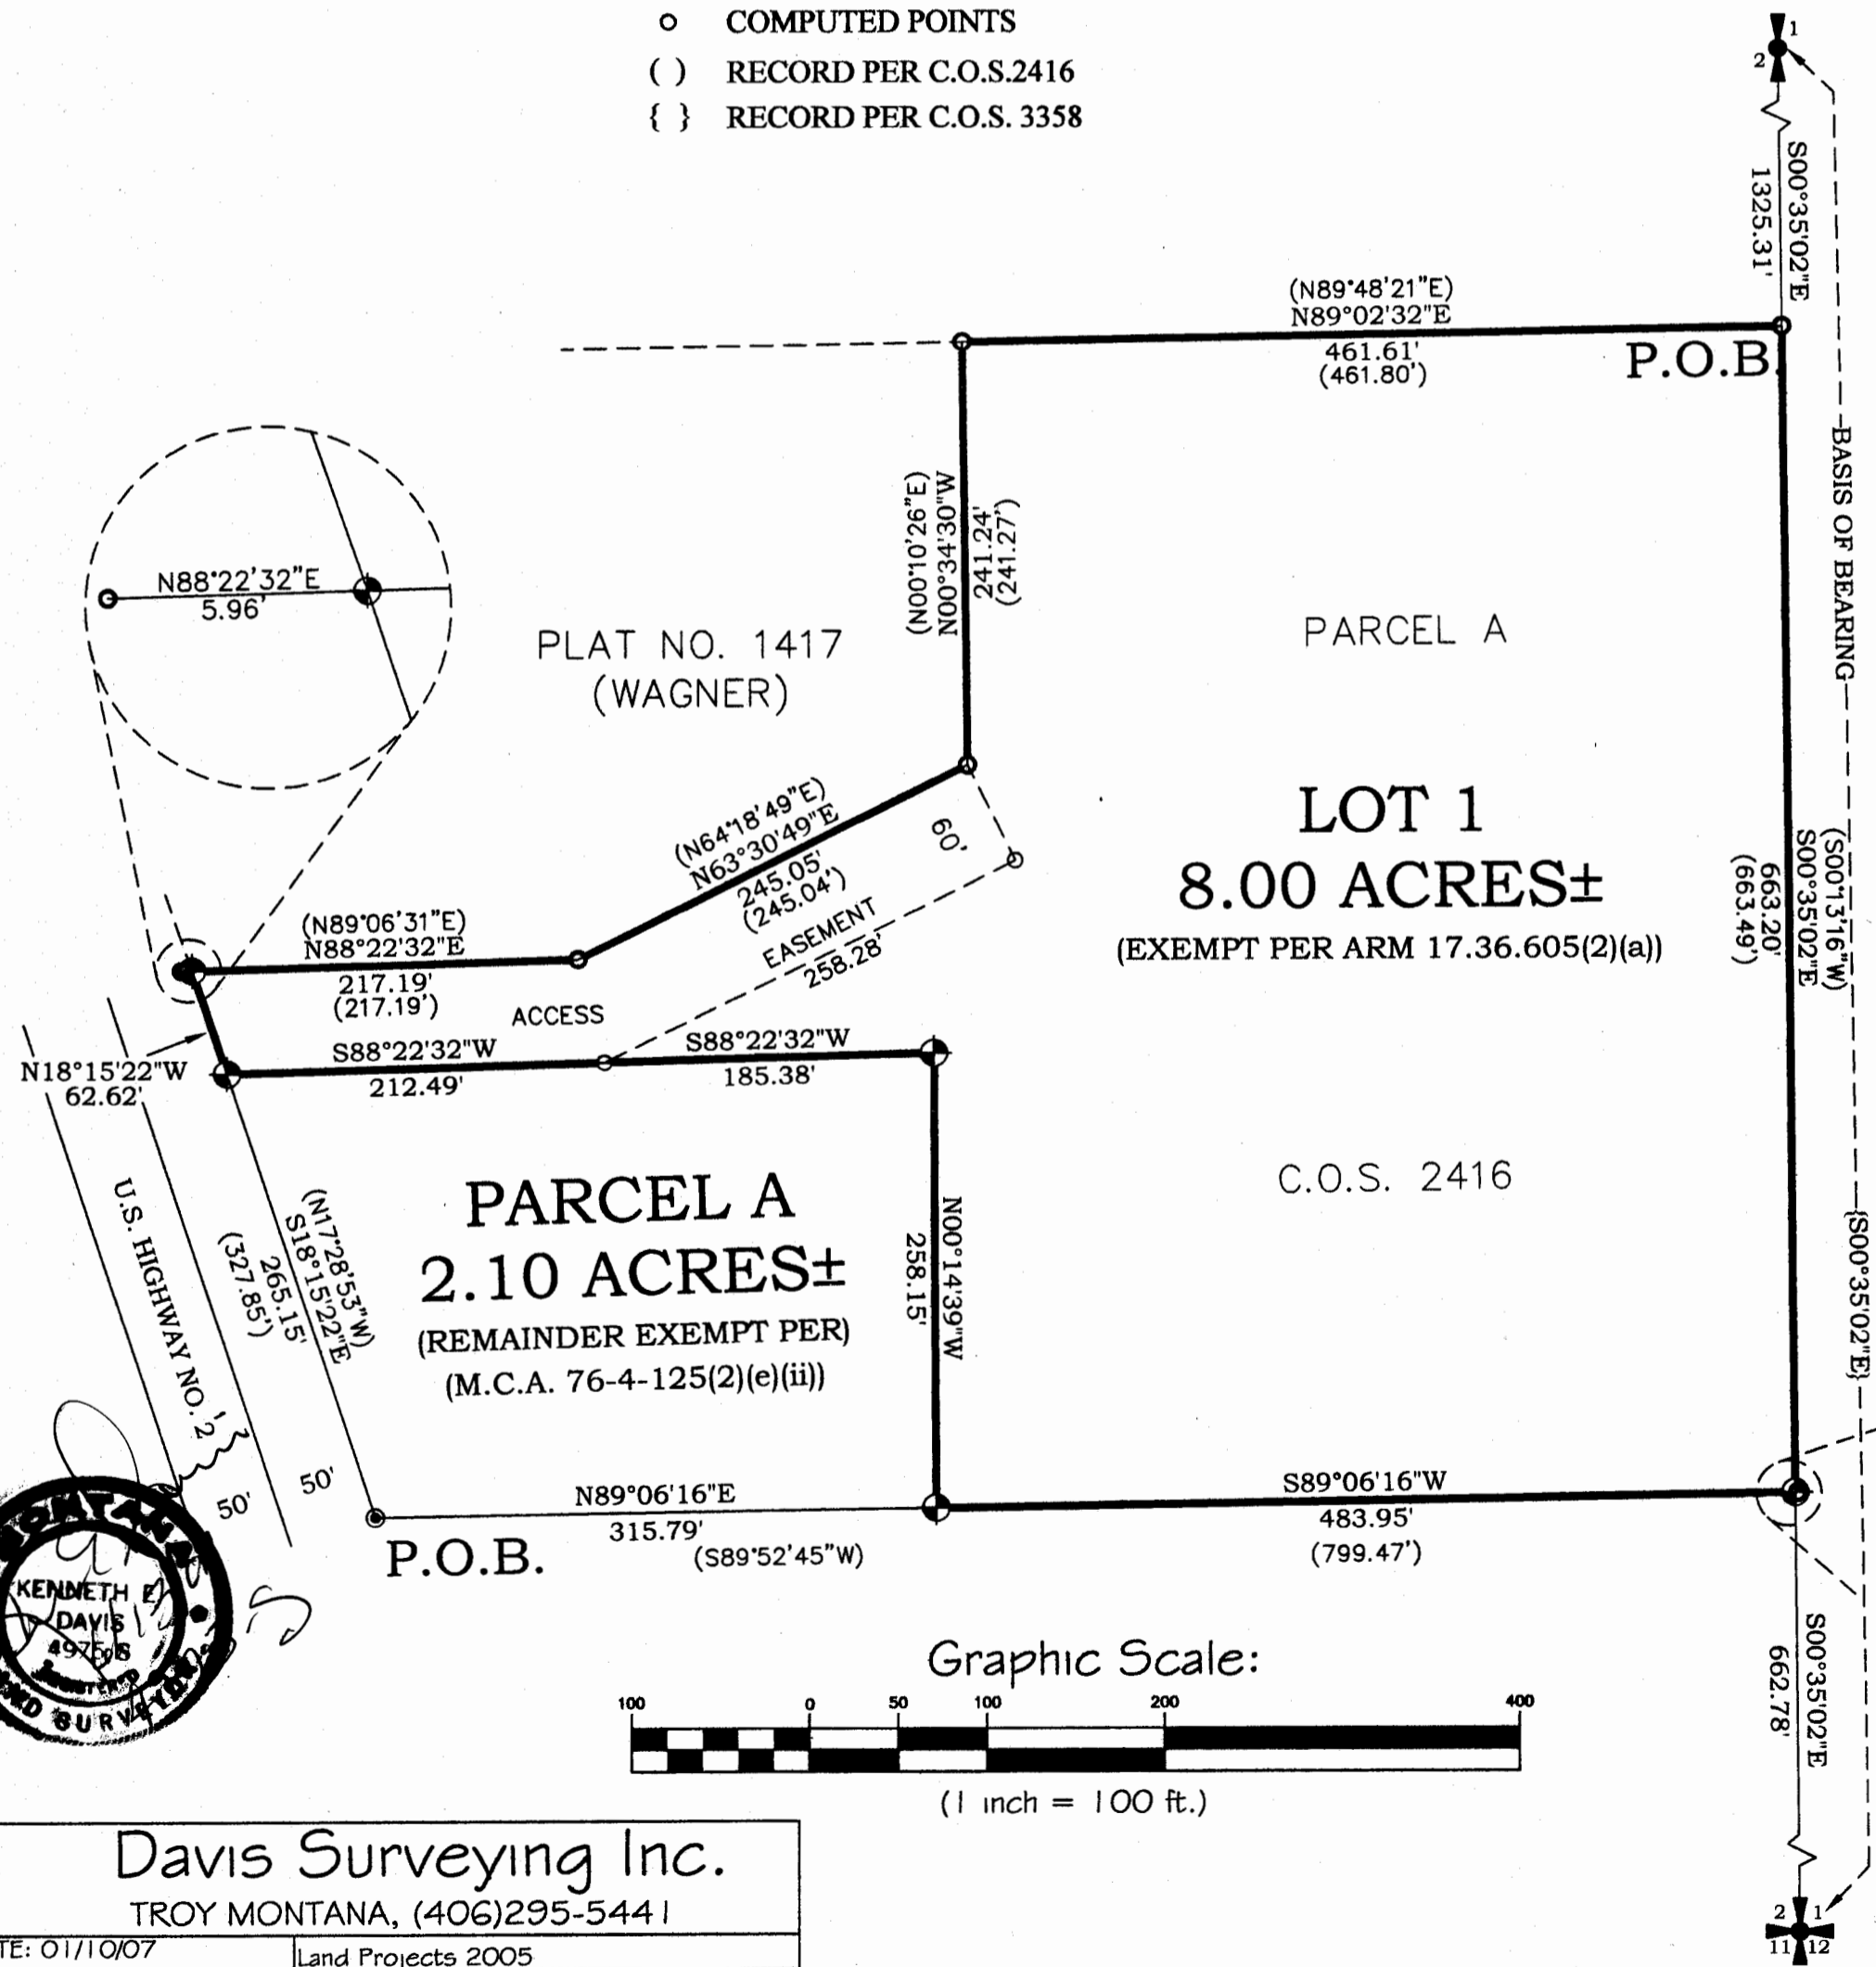 COMPUTED POINTS
( ) RECORD PER C.O.S.2416
{ } RECORD PER C.O.S. 3358
1
2
S00°35'02"E
1325.31'
(N89°48'21"E)
N89°02'32"E
461.61'
(461.80')
P.O.B.
BASIS OF BEARING
(N00°10'26"E)
N00°34'30"W
241.24'
(241.27')
N88°22'32"E
5.96'
PLAT NO. 1417
(WAGNER)
PARCEL A
LOT 1
8.00 ACRES±
(EXEMPT PER ARM 17.36.605(2)(a))
(N64°18'49"E)
N63°30'49"E
245.05'
(245.04')
60'
EASEMENT
258.28'
(S00°13'16"W)
S00°35'02"E
663.20'
(663.49')
(N89°06'31"E)
N88°22'32"E
217.19'
(217.19')
ACCESS
S88°22'32"W
212.49'
S88°22'32"W
185.38'
N18°15'22"W
62.62'
U.S. HIGHWAY NO. 2
(N17°28'53"W)
S18°15'22"E
265.15'
(327.85')
PARCEL A
2.10 ACRES±
(REMAINDER EXEMPT PER)
(M.C.A. 76-4-125(2)(e)(ii))
N00°14'39"W
258.15'
C.O.S. 2416
{S00°35'02"E}
50'
50'
N89°06'16"E
315.79'
(S89°52'45"W)
P.O.B.
S89°06'16"W
483.95'
(799.47')
MONTANA
KENNETH E
DAVIS
LAND SURVEYOR
S00°35'02"E
662.78'
Graphic Scale:
100 0 50 100 200 400
(1 inch = 100 ft.)
Davis Surveying Inc.
TROY MONTANA, (406)295-5441
TE: 01/10/07
Land Projects 2005
2 1
11 12